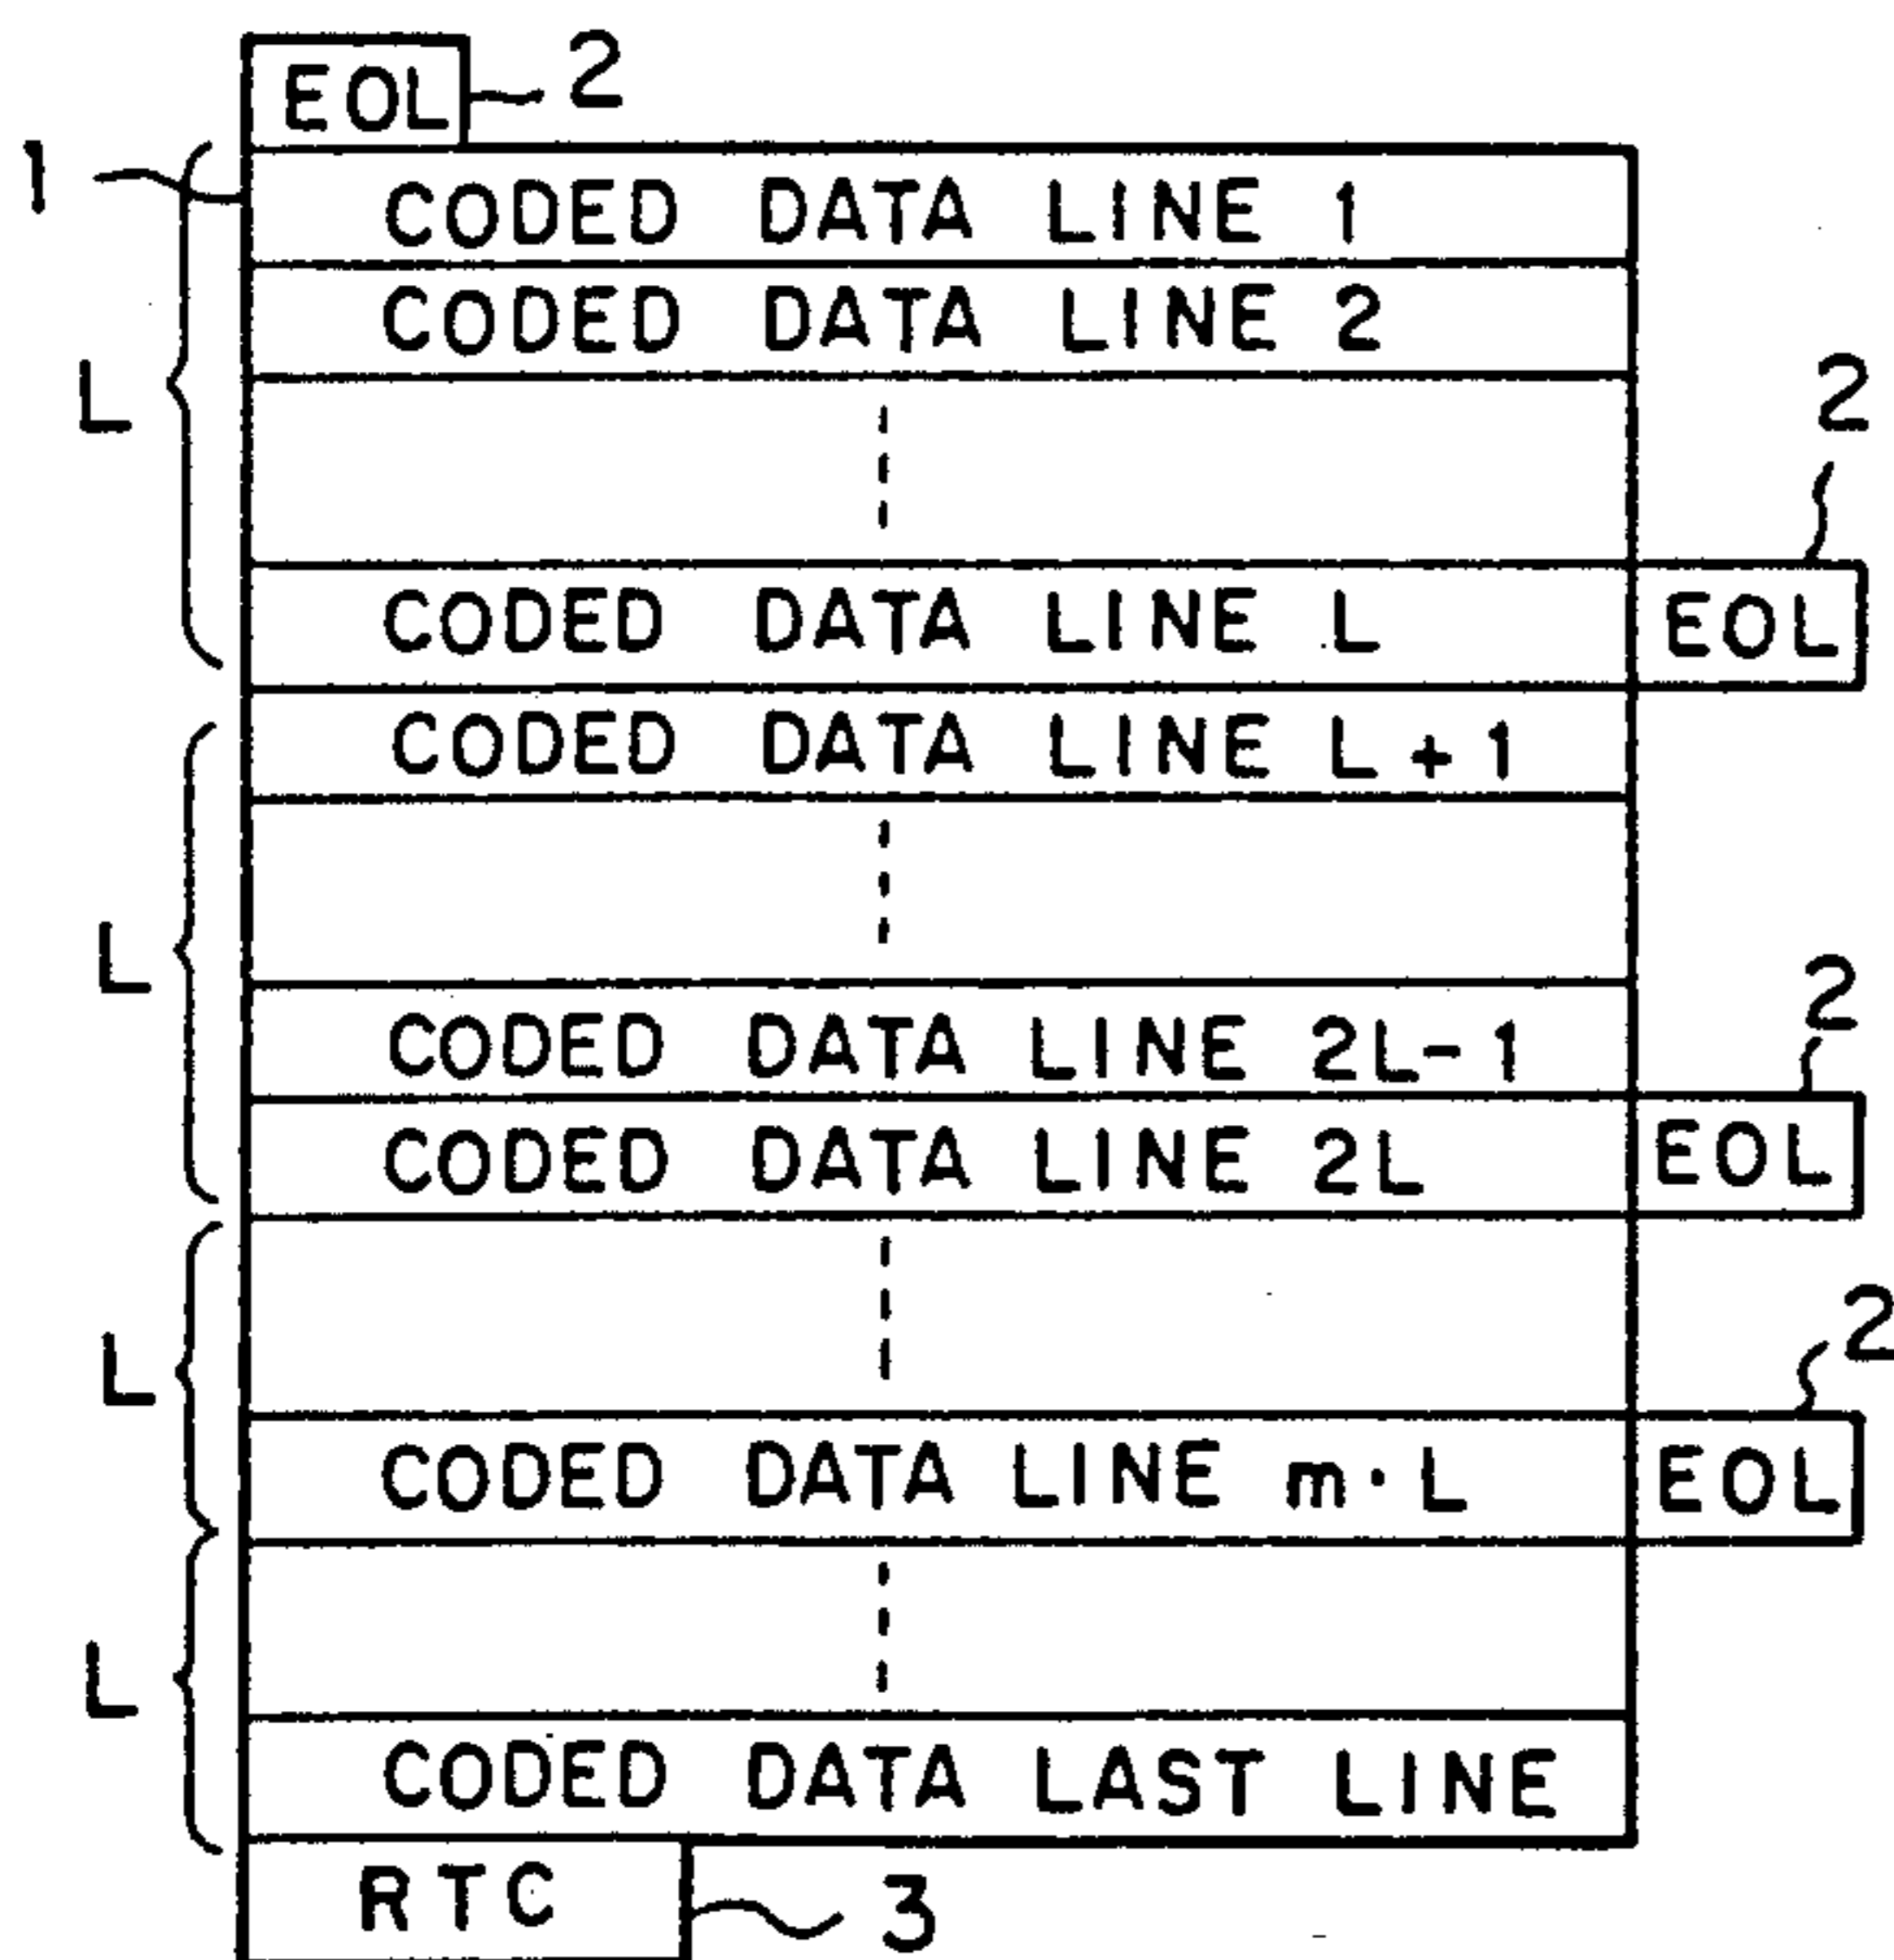 EOL 2
1
CODED DATA LINE 1
CODED DATA LINE 2
L
2
CODED DATA LINE L EOL
CODED DATA LINE L+1
L
2
CODED DATA LINE 2L-1
CODED DATA LINE 2L EOL
2
L
CODED DATA LINE m·L EOL
L
CODED DATA LAST LINE
RTC 3